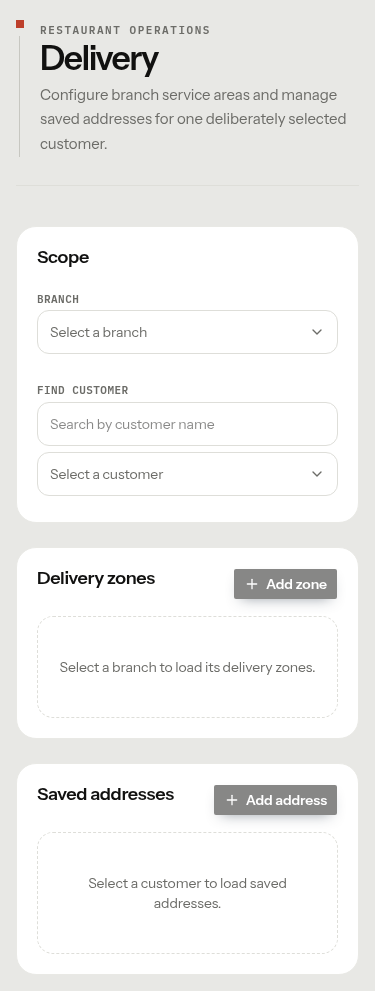 RESTAURANT OPERATIONS
Delivery
Configure branch service areas and manage
saved addresses for one deliberately selected
customer.
Scope
BRANCH
Select a branch
FIND CUSTOMER
Search by customer name
Select a customer
Delivery zones
+ Add zone
Select a branch to load its delivery zones.
Saved addresses
+ Add address
Select a customer to load saved
addresses.